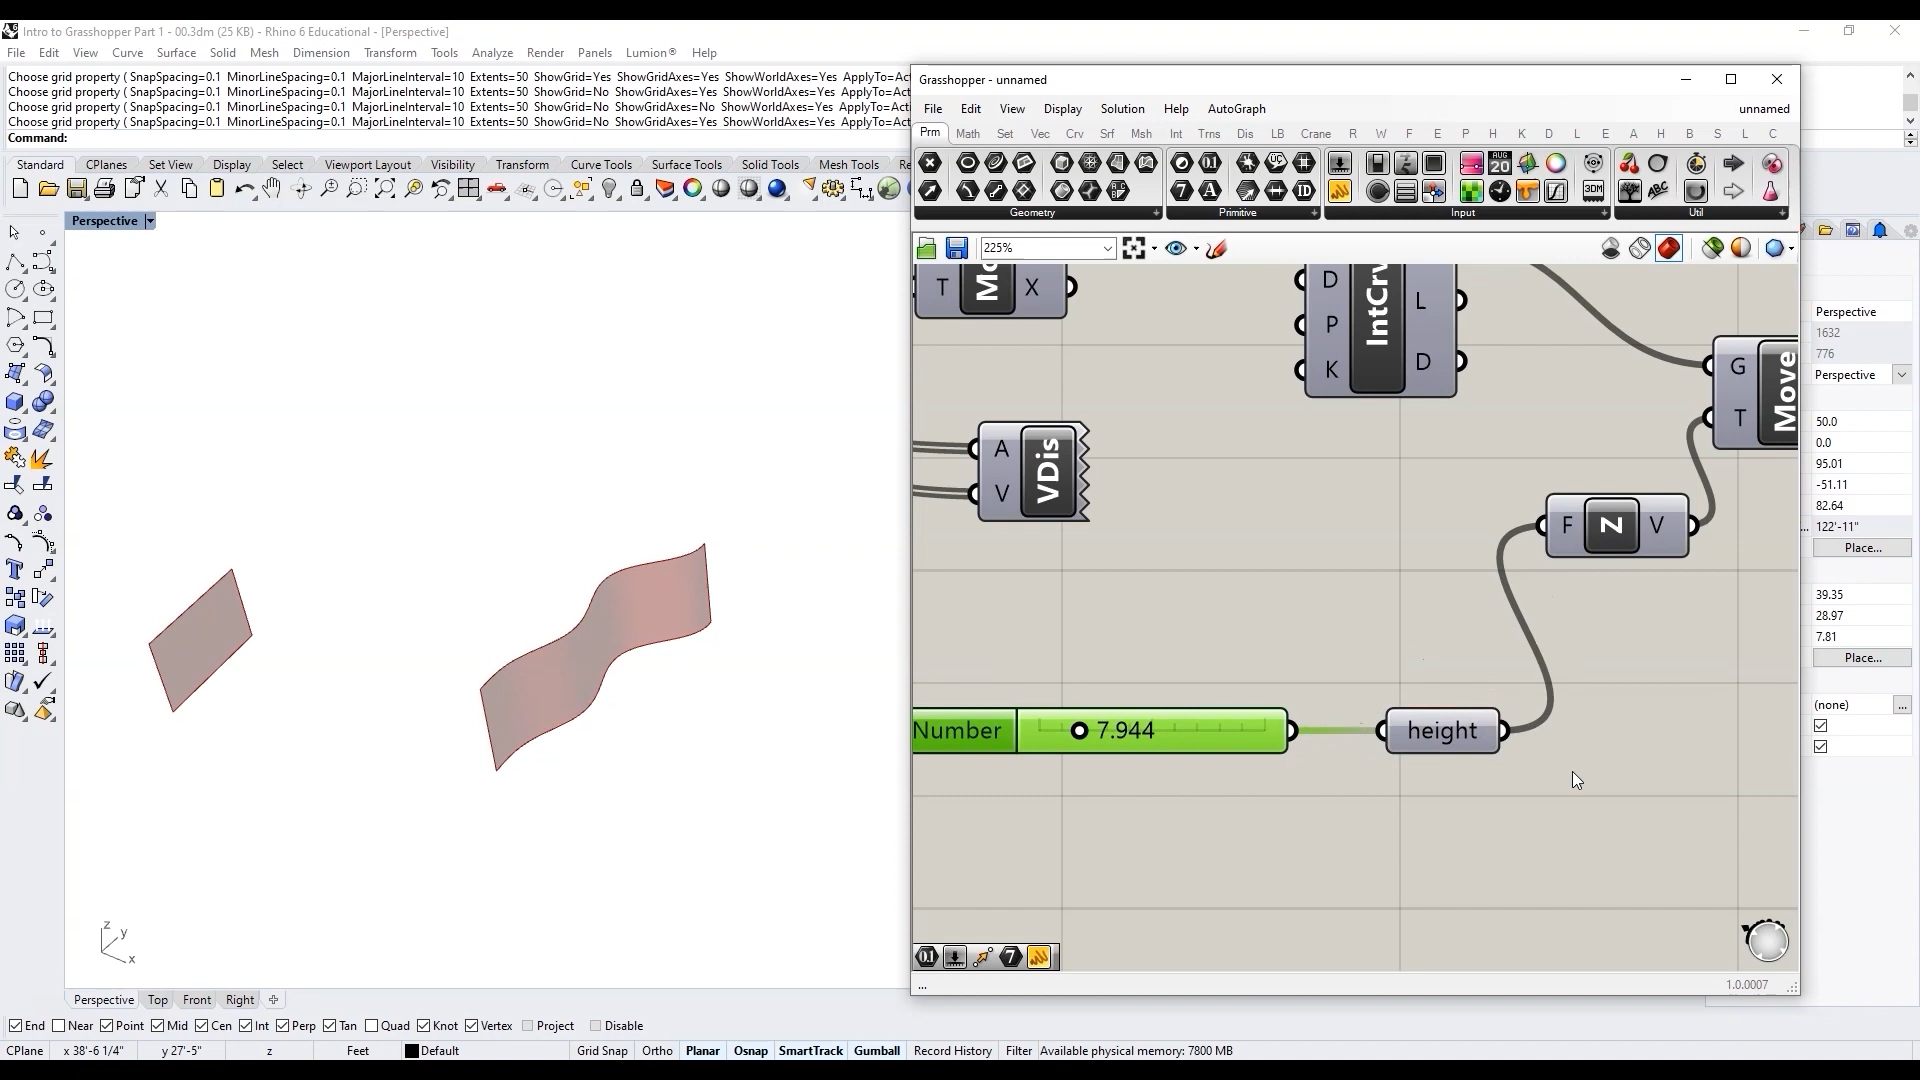 Intro to Grasshopper Part 1 - 00.3dm (25 KB) - Rhino 6 Educational - [Perspective]
File Edit View Curve Surface Solid Mesh Dimension Transform Tools Analyze Render Panels Lumion® Help
Choose grid property ( SnapSpacing=0.1 MinorLineSpacing=0.1 MajorLineInterval=10 Extents=50 ShowGrid=Yes ShowGridAxes=Yes ShowWorldAxes=Yes ApplyTo=Act
Choose grid property ( SnapSpacing=0.1 MinorLineSpacing=0.1 MajorLineInterval=10 Extents=50 ShowGrid=No ShowGridAxes=Yes ShowWorldAxes=Yes ApplyTo=Acti
Choose grid property ( SnapSpacing=0.1 MinorLineSpacing=0.1 MajorLineInterval=10 Extents=50 ShowGrid=No ShowGridAxes=No ShowWorldAxes=Yes ApplyTo=Acti
Choose grid property ( SnapSpacing=0.1 MinorLineSpacing=0.1 MajorLineInterval=10 Extents=50 ShowGrid=No ShowGridAxes=Yes ShowWorldAxes=Yes ApplyTo=Acti
Command:
Standard CPlanes Set View Display Select Viewport Layout Visibility Transform Curve Tools Surface Tools Solid Tools Mesh Tools Re
Perspective
Grasshopper - unnamed
File Edit View Display Solution Help AutoGraph unnamed
Prm Math Set Vec Crv Srf Msh Int Trns Dis LB Crane R W F E P H K D L E A H B S L C
Geometry Primitive Input Util
225%
T Mo X
D P K IntCrv L D
G T Move
A V VDis
F Z V
Number 7.944
height
1.0.0007
...
Perspective
1632
776
Perspective
50.0
0.0
95.01
-51.11
82.64
122'-11"
Place...
39.35
28.97
7.81
Place...
(none) ...
z y x
Perspective Top Front Right
End Near Point Mid Cen Int Perp Tan Quad Knot Vertex Project Disable
CPlane x 38'-6 1/4" y 27'-5" z Feet Default Grid Snap Ortho Planar Osnap SmartTrack Gumball Record History Filter Available physical memory: 7800 MB